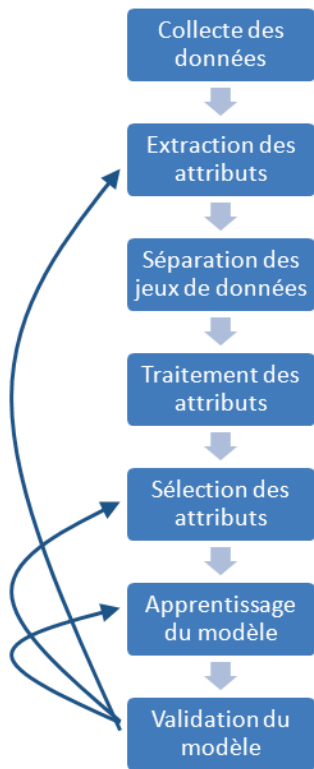 Collecte des
données
Extraction des
attributs
Séparation des
jeux de données
Traitement des
attributs
Sélection des
attributs
Apprentissage
du modèle
Validation du
modèle